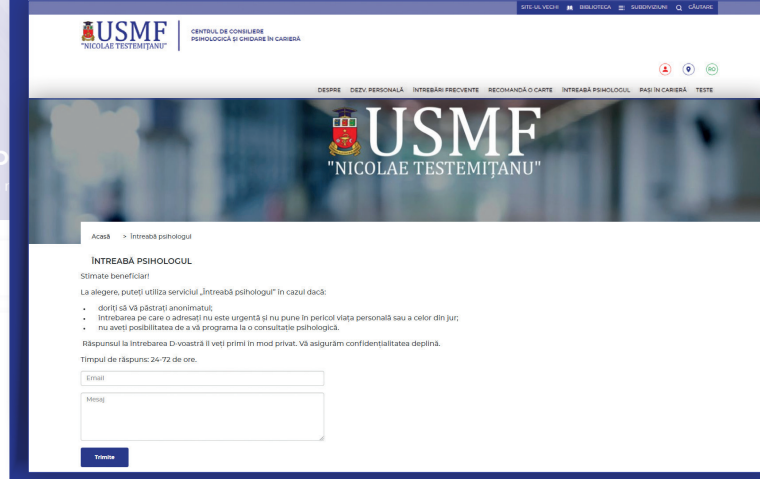 SITE-UL VECHI BIBLIOTECA SUBDIVIZIUNI CĂUTARE
USMF
"NICOLAE TESTEMIȚANU"
CENTRUL DE CONSILIERE
PSIHOLOGICĂ ȘI GHIDARE ÎN CARIERĂ
RO
DESPRE DEZV. PERSONALĂ ÎNTREBĂRI FRECVENTE RECOMANDĂ O CARTE ÎNTREABĂ PSIHOLOGUL PAȘI ÎN CARIERĂ TESTE
USMF
"NICOLAE TESTEMIȚANU"
Acasă > Întreabă psihologul
ÎNTREABĂ PSIHOLOGUL
Stimate beneficiar!
La alegere, puteți utiliza serviciul „Întreabă psihologul” în cazul dacă:
• doriți să Vă păstrați anonimatul;
• întrebarea pe care o adresați nu este urgentă și nu pune în pericol viața personală sau a celor din jur;
• nu aveți posibilitatea de a vă programa la o consultație psihologică.
Răspunsul la întrebarea D-voastră îl veți primi în mod privat. Vă asigurăm confidențialitatea deplină.
Timpul de răspuns: 24-72 de ore.
Email
Mesaj
Trimite